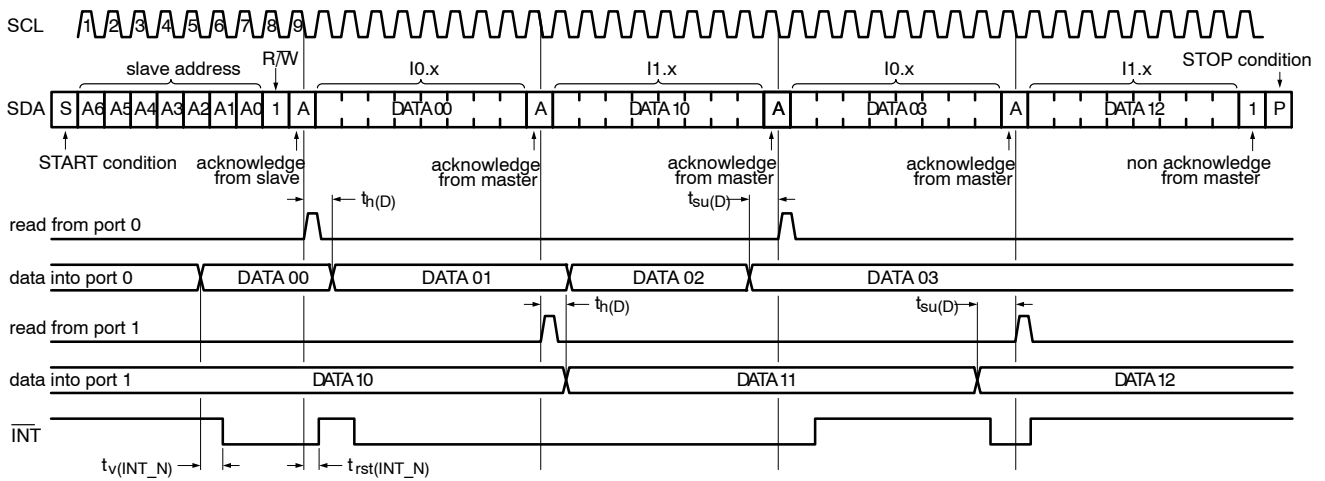 SCL 1 2 3 4 5 6 7 8 9
R/W
STOP condition
slave address I0.x I1.x I0.x I1.x
SDA S A6 A5 A4 A3 A2 A1 A0 1 A DATA 00 A DATA 10 A DATA 03 A DATA 12 1 P
START condition
acknowledge from slave
acknowledge from master
acknowledge from master
acknowledge from master
non acknowledge from master
th(D) tsu(D)
read from port 0
data into port 0 DATA 00 DATA 01 DATA 02 DATA 03
th(D) tsu(D)
read from port 1
data into port 1 DATA 10 DATA 11 DATA 12
INT
tv(INT_N) trst(INT_N)